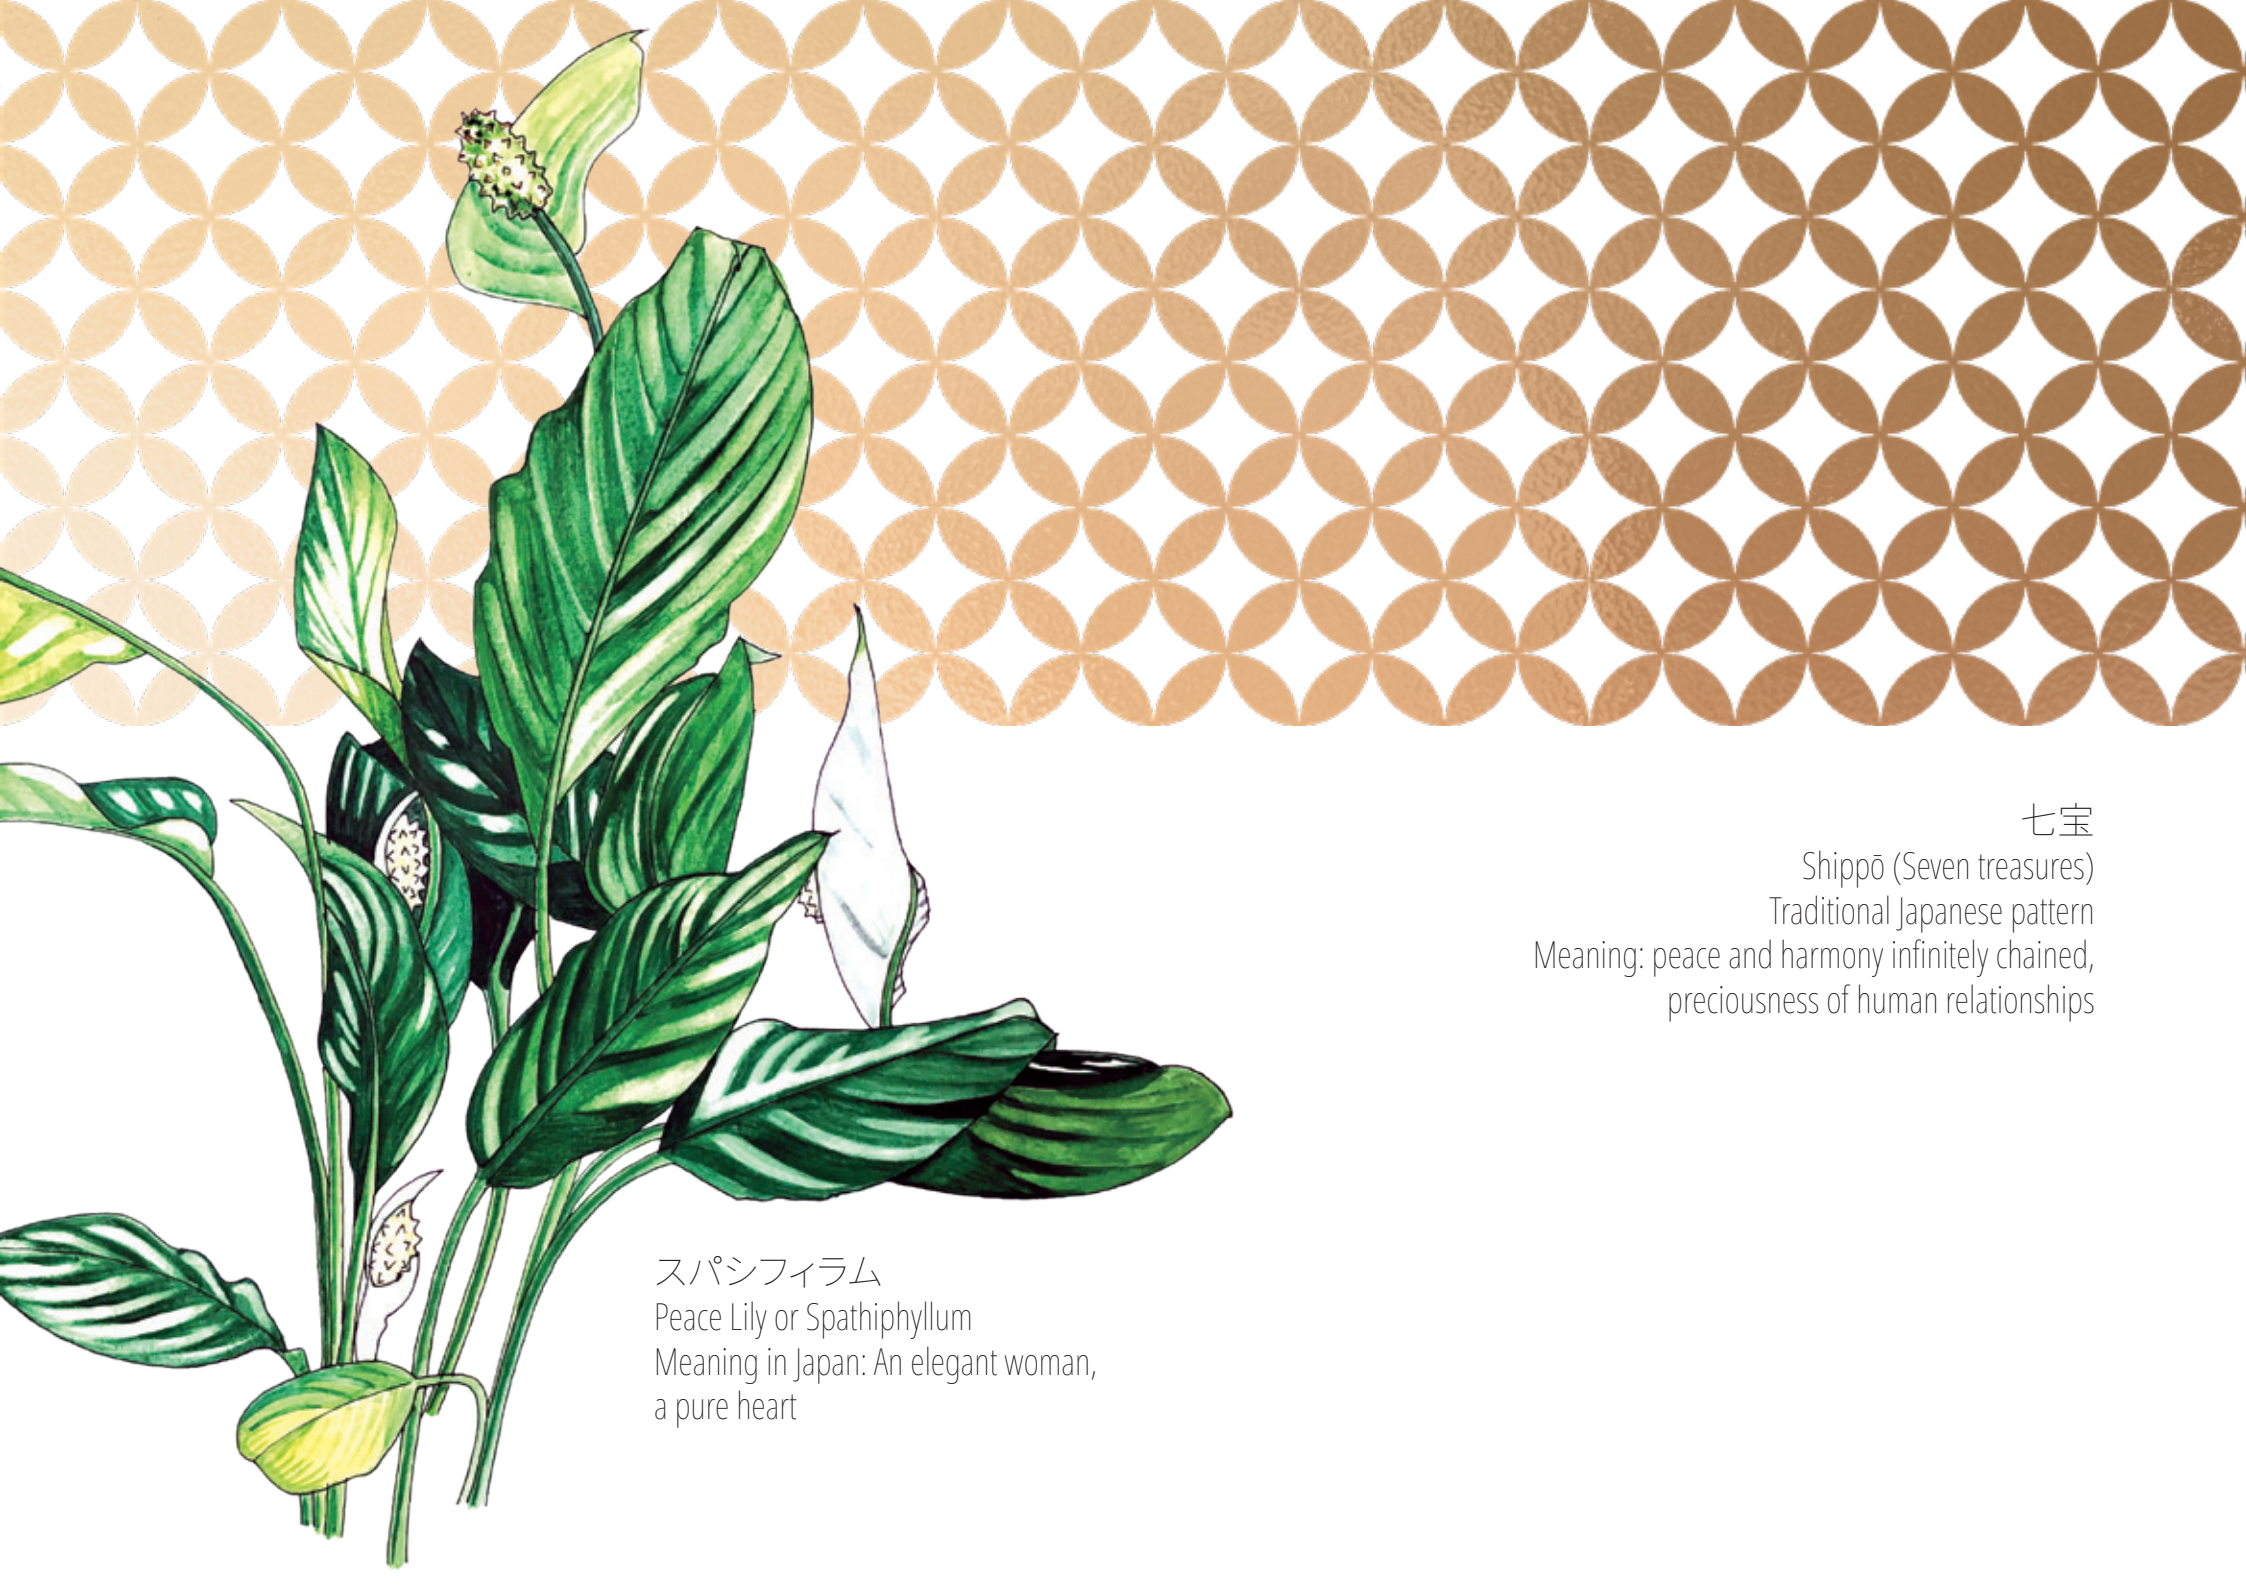 七宝
Shippō (Seven treasures)
Traditional Japanese pattern
Meaning: peace and harmony infinitely chained,
preciousness of human relationships
スパシフィラム
Peace Lily or Spathiphyllum
Meaning in Japan: An elegant woman,
a pure heart